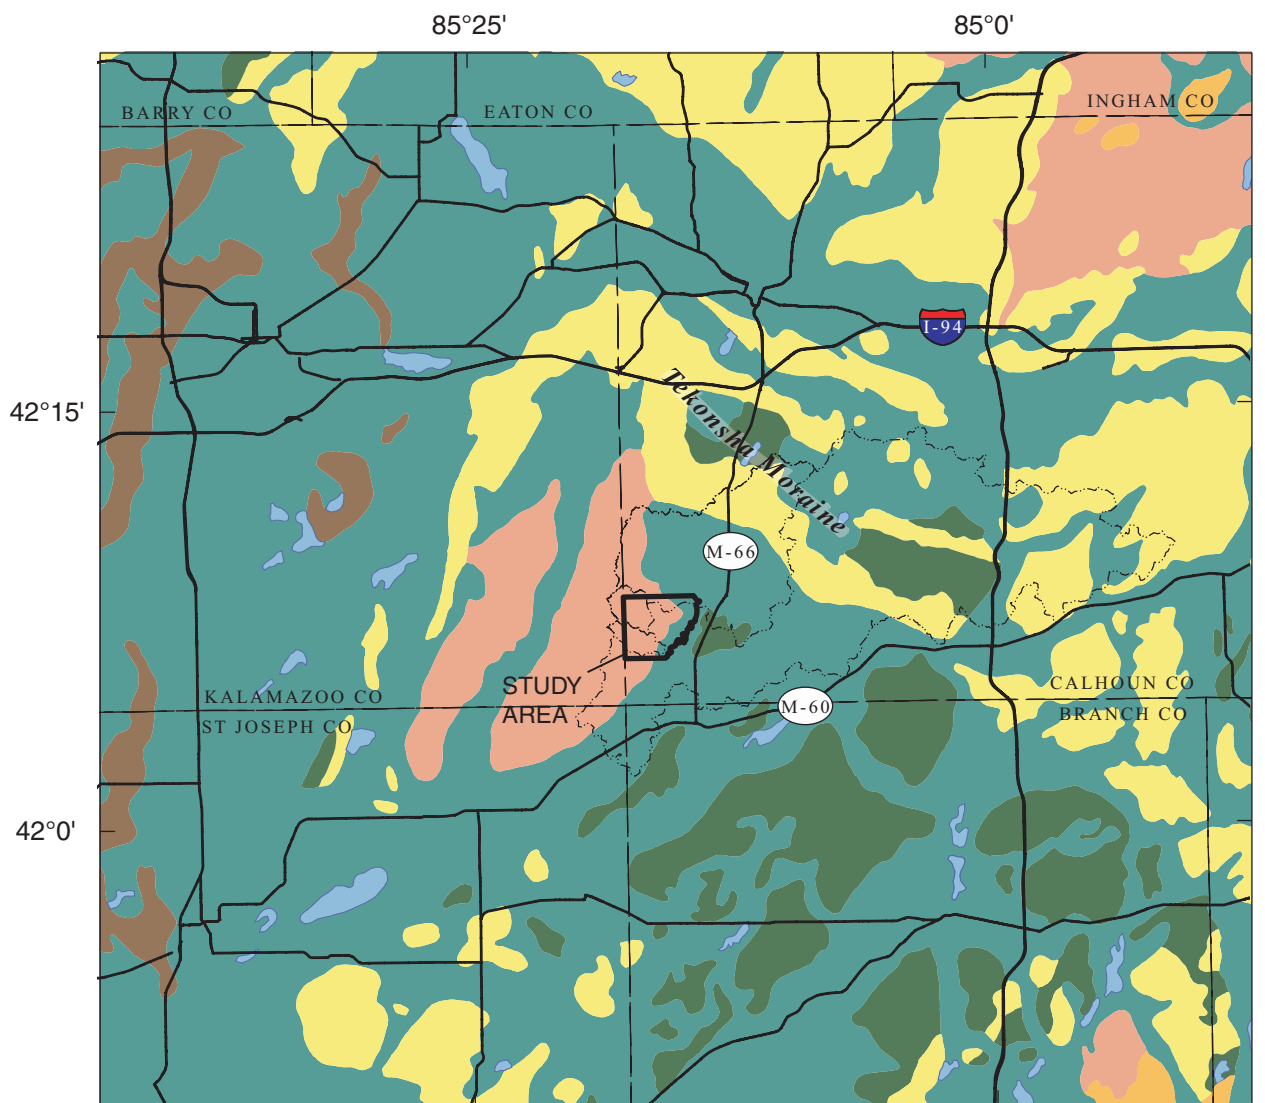 85°25'
85°0'
BARRY CO
EATON CO
INGHAM CO
I-94
42°15'
Tekonsha Moraine
M-66
STUDY
AREA
KALAMAZOO CO
ST JOSEPH CO
M-60
CALHOUN CO
BRANCH CO
42°0'